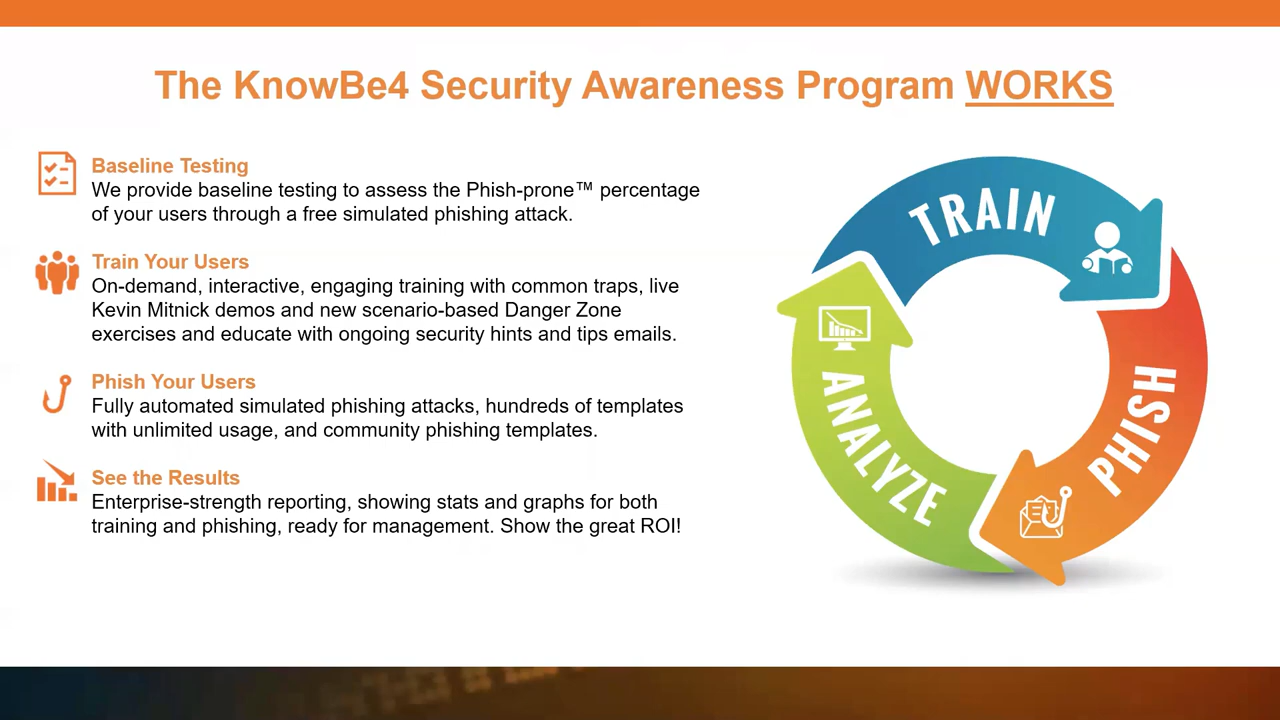 The KnowBe4 Security Awareness Program WORKS
Baseline Testing
We provide baseline testing to assess the Phish-prone™ percentage
of your users through a free simulated phishing attack.
Train Your Users
On-demand, interactive, engaging training with common traps, live
Kevin Mitnick demos and new scenario-based Danger Zone
exercises and educate with ongoing security hints and tips emails.
Phish Your Users
Fully automated simulated phishing attacks, hundreds of templates
with unlimited usage, and community phishing templates.
See the Results
Enterprise-strength reporting, showing stats and graphs for both
training and phishing, ready for management. Show the great ROI!
TRAIN
PHISH
ANALYZE